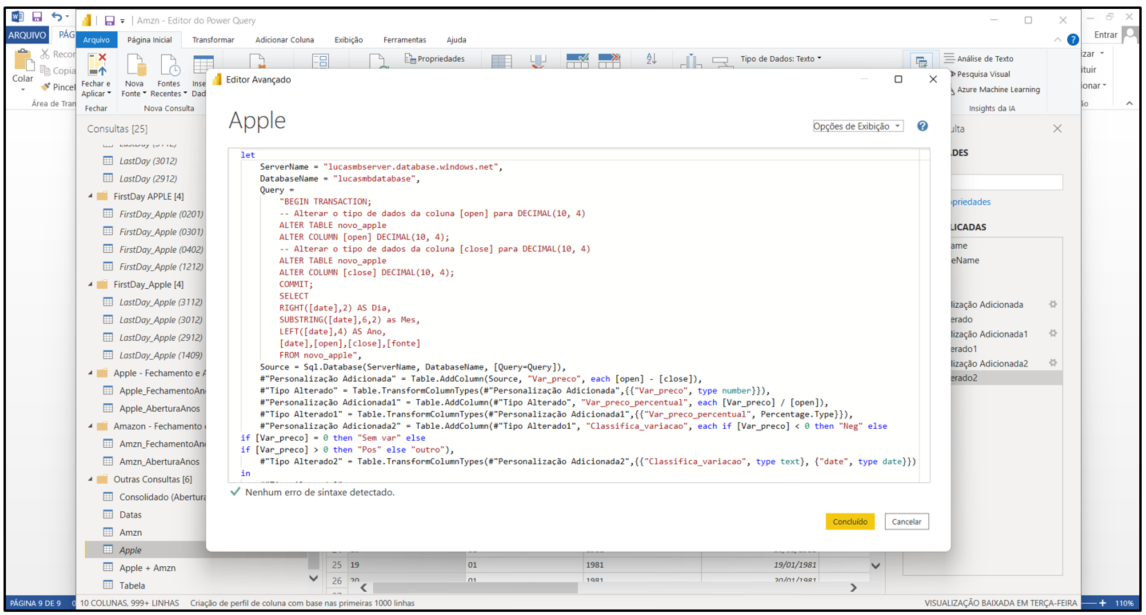 Amzn - Editor do Power Query
ARQUIVO
PÁG
Entrar
Arquivo
Página Inicial
Transformar
Adicionar Coluna
Exibição
Ferramentas
Ajuda
Colar
Recor
Copia
Pincel
Área de Tran
Fechar e
Aplicar
Nova
Fonte
Fontes
Recentes
Inse
Dad
Propriedades
Tipo de Dados: Texto
Análise de Texto
Pesquisa Visual
Azure Machine Learning
Fechar
Nova Consulta
Insights da IA
izar
ituir
ionar
Editor Avançado
Apple
Opções de Exibição
Consultas [25]
LastDay (3012)
LastDay (2912)
FirstDay APPLE [4]
FirstDay_Apple (0201)
FirstDay_Apple (0301)
FirstDay_Apple (0402)
FirstDay_Apple (1212)
FirstDay_Apple [4]
LastDay_Apple (3112)
LastDay_Apple (3012)
LastDay_Apple (2912)
LastDay_Apple (1409)
Apple - Fechamento e A
Apple_FechamentoAn
Apple_AberturaAnos
Amazon - Fechamento
Amzn_FechamentoAn
Amzn_AberturaAnos
Outras Consultas [6]
Consolidado (Abertura
Datas
Amzn
Apple
Apple + Amzn
Tabela
let
ServerName = "lucasmbserver.database.windows.net",
DatabaseName = "lucasmbdatabase",
Query =
"BEGIN TRANSACTION;
-- Alterar o tipo de dados da coluna [open] para DECIMAL(10, 4)
ALTER TABLE novo_apple
ALTER COLUMN [open] DECIMAL(10, 4);
-- Alterar o tipo de dados da coluna [close] para DECIMAL(10, 4)
ALTER TABLE novo_apple
ALTER COLUMN [close] DECIMAL(10, 4);
COMMIT;
SELECT
RIGHT([date],2) AS Dia,
SUBSTRING([date],6,2) as Mes,
LEFT([date],4) AS Ano,
[date],[open],[close],[fonte]
FROM novo_apple",
Source = Sql.Database(ServerName, DatabaseName, [Query=Query]),
#"Personalização Adicionada" = Table.AddColumn(Source, "Var_preco", each [open] - [close]),
#"Tipo Alterado" = Table.TransformColumnTypes(#"Personalização Adicionada",{{"Var_preco", type number}}),
#"Personalização Adicionada1" = Table.AddColumn(#"Tipo Alterado", "Var_preco_percentual", each [Var_preco] / [open]),
#"Tipo Alterado1" = Table.TransformColumnTypes(#"Personalização Adicionada1",{{"Var_preco_percentual", Percentage.Type}}),
#"Personalização Adicionada2" = Table.AddColumn(#"Tipo Alterado1", "Classifica_variacao", each if [Var_preco] < 0 then "Neg" else
if [Var_preco] = 0 then "Sem var" else
if [Var_preco] > 0 then "Pos" else "outro"),
#"Tipo Alterado2" = Table.TransformColumnTypes(#"Personalização Adicionada2",{{"Classifica_variacao", type text}, {"date", type date}})
in
Nenhum erro de sintaxe detectado.
Concluído
Cancelar
ulta
DES
priedades
LICADAS
ame
eName
lização Adicionada
erado
lização Adicionada1
erado1
lização Adicionada2
erado2
25 19 01 1981 19/01/1981
26 20 01 1981 20/01/1981
PÁGINA 9 DE 9
10 COLUNAS, 999+ LINHAS
Criação de perfil de coluna com base nas primeiras 1000 linhas
VISUALIZAÇÃO BAIXADA EM TERÇA-FEIRA
110%